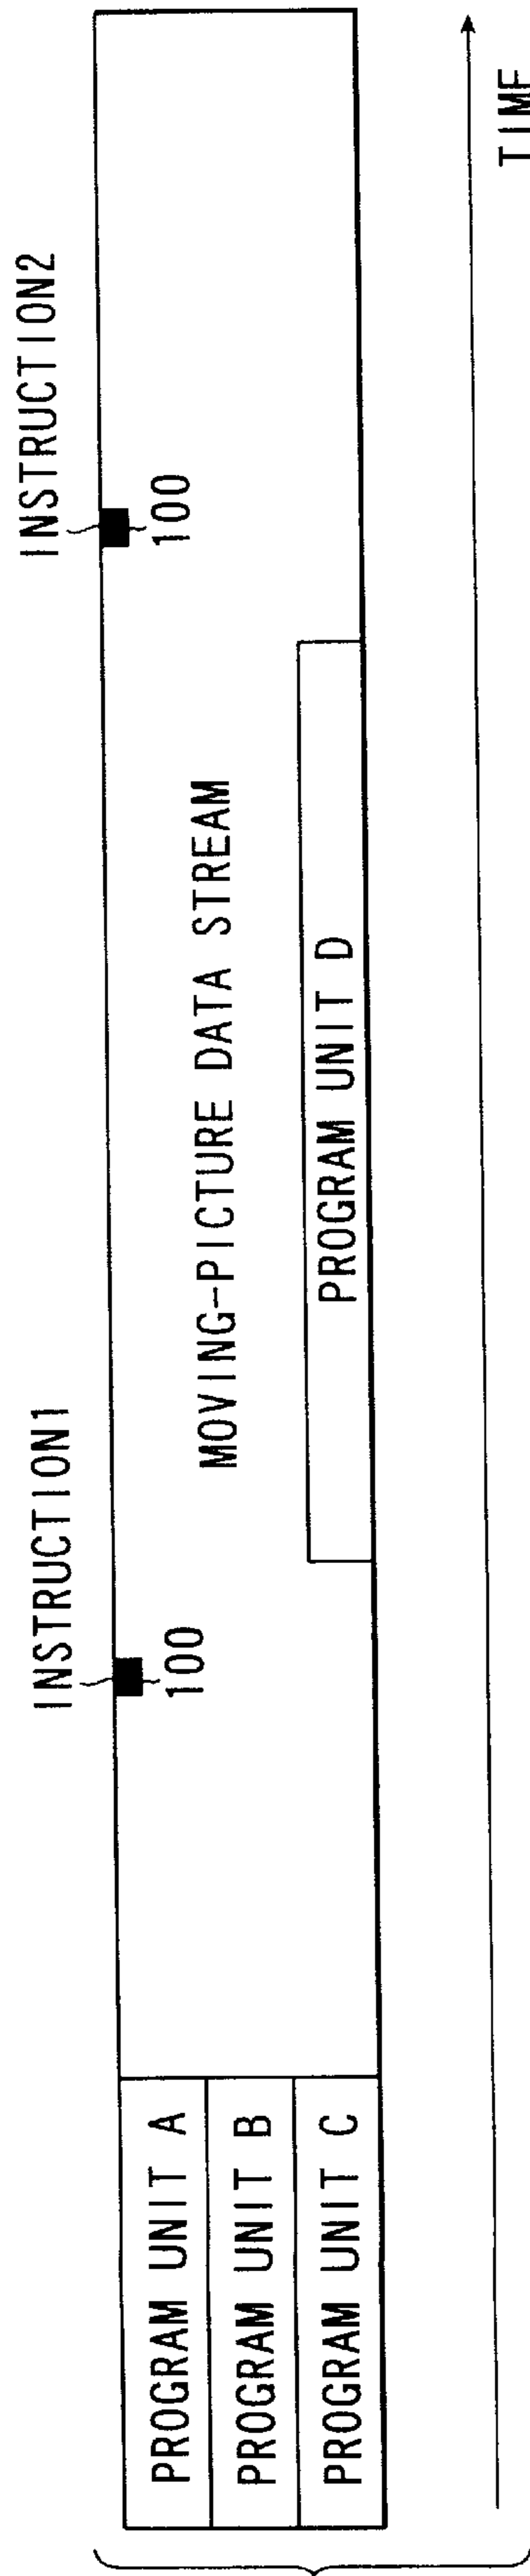 PROGRAM UNIT A
PROGRAM UNIT B
PROGRAM UNIT C
INSTRUCTION1
100
MOVING-PICTURE DATA STREAM
PROGRAM UNIT D
INSTRUCTION2
100
TIME